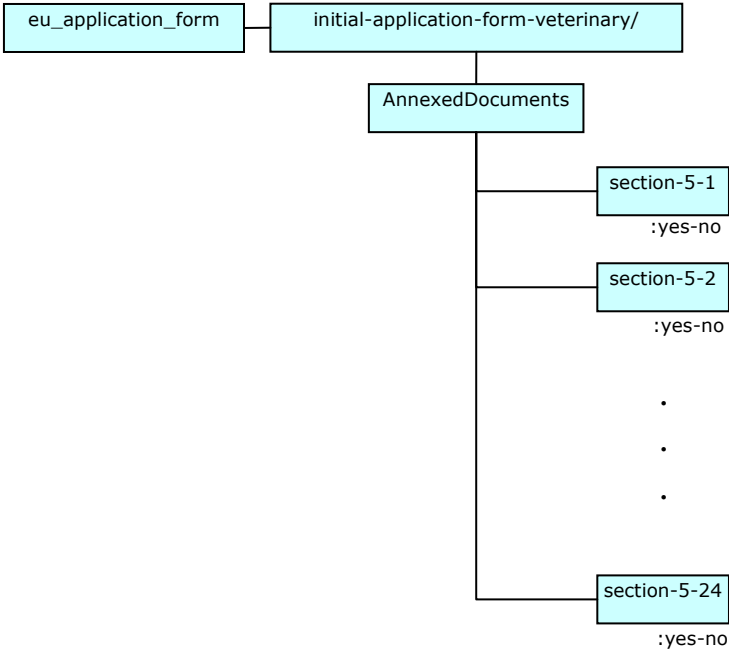 eu_application_form
initial-application-form-veterinary/
AnnexedDocuments
section-5-1
:yes-no
section-5-2
:yes-no
.
.
.
section-5-24
:yes-no